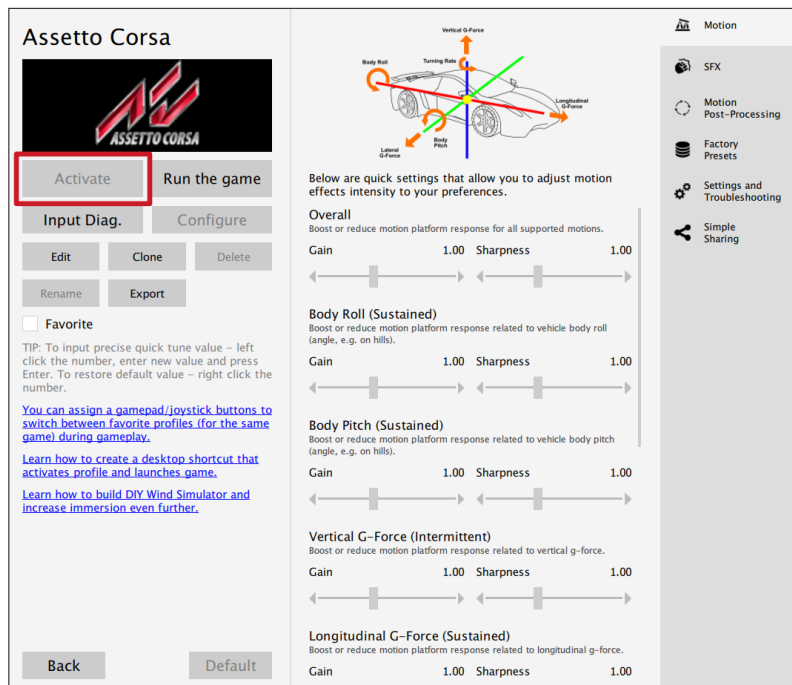 Assetto Corsa
ASSETTO CORSA
Activate
Run the game
Input Diag.
Configure
Edit
Clone
Delete
Rename
Export
Favorite
TIP: To input precise quick tune value – left
click the number, enter new value and press
Enter. To restore default value – right click the
number.
You can assign a gamepad/joystick buttons to
switch between favorite profiles (for the same
game) during gameplay.
Learn how to create a desktop shortcut that
activates profile and launches game.
Learn how to build DIY Wind Simulator and
increase immersion even further.
Back
Default
Vertical G-Force
Body Roll
Turning Rate
Longitudinal
G-Force
Body
Pitch
Lateral
G-Force
Below are quick settings that allow you to adjust motion
effects intensity to your preferences.
Overall
Boost or reduce motion platform response for all supported motions.
Gain 1.00 Sharpness 1.00
Body Roll (Sustained)
Boost or reduce motion platform response related to vehicle body roll
(angle, e.g. on hills).
Gain 1.00 Sharpness 1.00
Body Pitch (Sustained)
Boost or reduce motion platform response related to vehicle body pitch
(angle, e.g. on hills).
Gain 1.00 Sharpness 1.00
Vertical G-Force (Intermittent)
Boost or reduce motion platform response related to vertical g-force.
Gain 1.00 Sharpness 1.00
Longitudinal G-Force (Sustained)
Boost or reduce motion platform response related to longitudinal g-force.
Gain 1.00 Sharpness 1.00
Motion
SFX
Motion
Post-Processing
Factory
Presets
Settings and
Troubleshooting
Simple
Sharing